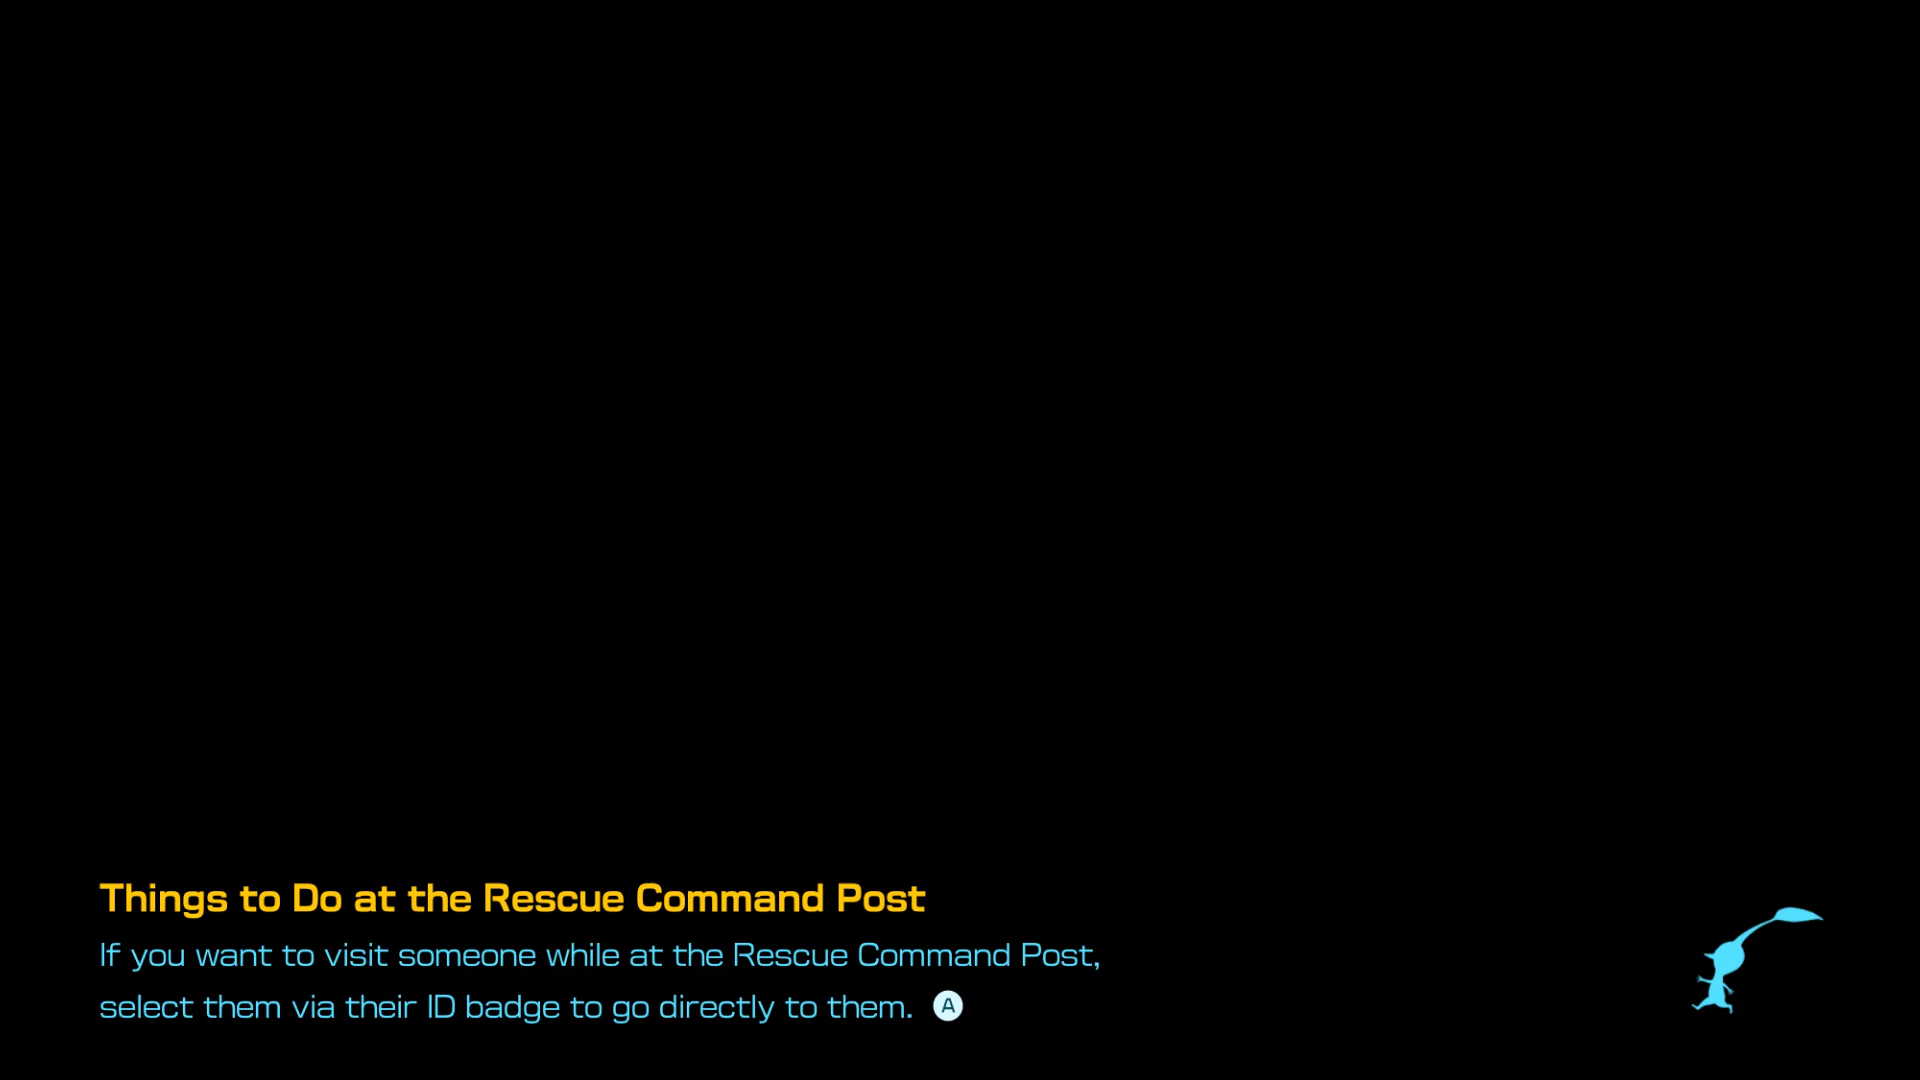 Things to Do at the Rescue Command Post
If you want to visit someone while at the Rescue Command Post,
select them via their ID badge to go directly to them. A